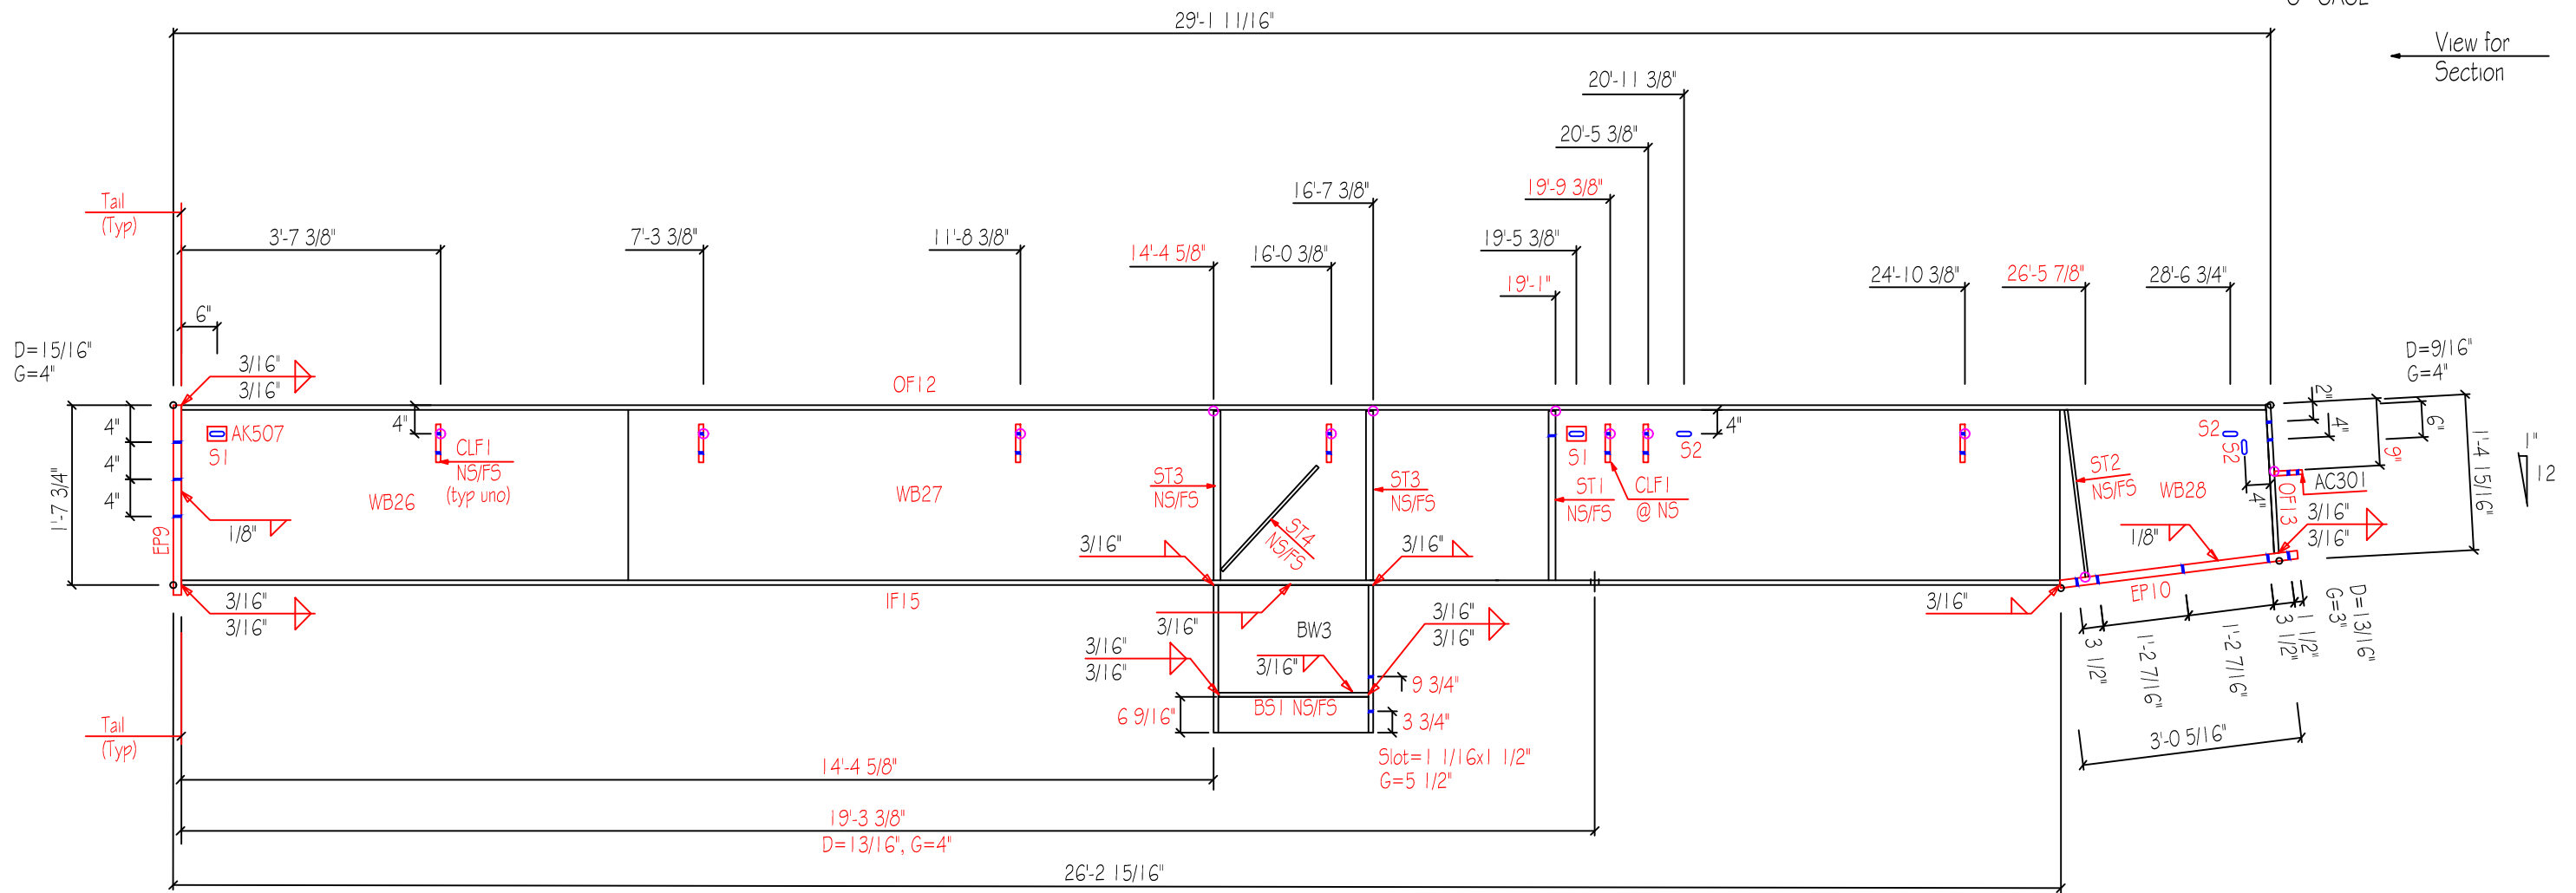 29'-1 11/16"
View for
Section
20'-11 3/8"
20'-5 3/8"
19'-9 3/8"
16'-7 3/8"
Tail
(Typ)
3'-7 3/8"
7'-3 3/8"
11'-8 3/8"
14'-4 5/8"
16'-0 3/8"
19'-5 3/8"
19'-1"
24'-10 3/8"
26'-5 7/8"
28'-6 3/4"
6"
D=15/16"
G=4"
3/16"
3/16"
OF12
D=9/16"
G=4"
4"
4"
4"
1'-7 3/4"
EP9
AK507
S1
4"
CLF1
NS/FS
(typ uno)
WB26
1/8"
WB27
ST3
NS/FS
ST4
NS/FS
ST3
NS/FS
ST1
NS/FS
S1
CLF1
@ NS
S2
4"
ST2
NS/FS
WB28
S2
S2
4"
2"
4"
9"
6"
1'-4 15/16"
1"
12
AC301
OF13
3/16"
3/16"
1/8"
3/16"
3/16"
3/16"
EP10
3/16"
3/16"
IF15
3/16"
BW3
3/16"
3/16"
3/16"
3/16"
3/16"
BS1 NS/FS
6 9/16"
9 3/4"
3 3/4"
Slot=1 1/16x1 1/2"
G=5 1/2"
D=13/16"
G=3"
3 1/2"
1'-2 7/16"
1'-2 7/16"
3 1/2"
1 1/2"
3'-0 5/16"
Tail
(Typ)
14'-4 5/8"
19'-3 3/8"
D=13/16", G=4"
26'-2 15/16"